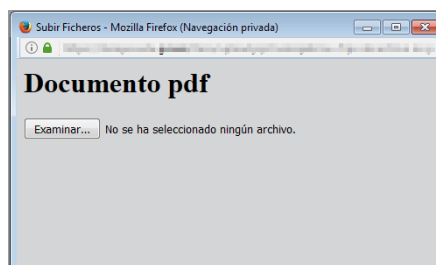 Subir Ficheros - Mozilla Firefox (Navegación privada)
Documento pdf
Examinar... No se ha seleccionado ningún archivo.